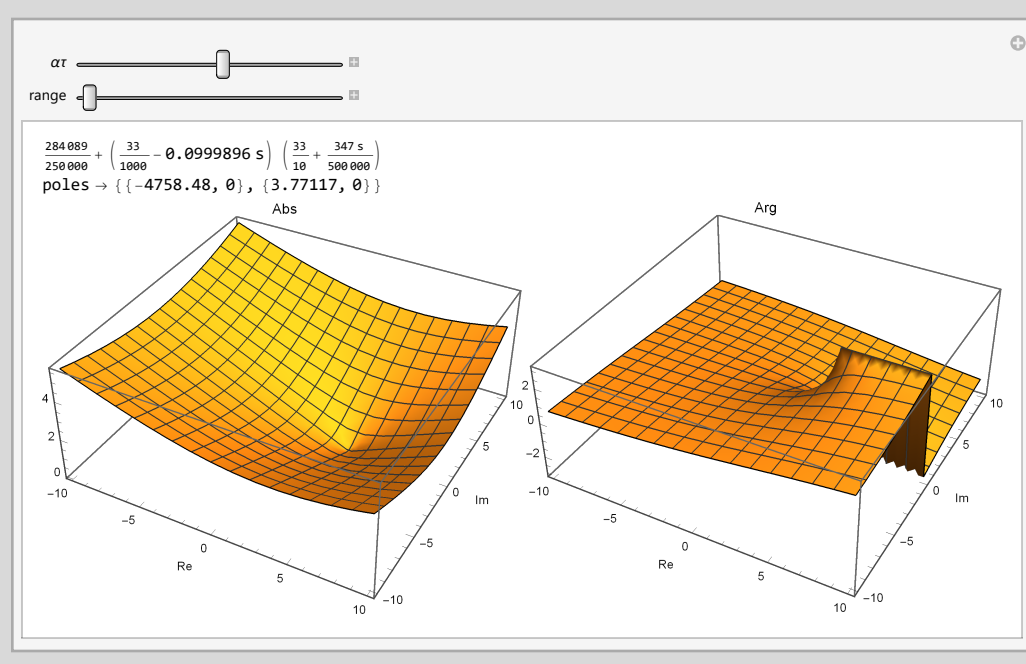 ατ
range
284089/250000 + (33/1000 − 0.0999896 s) (33/10 + 347 s/500000)
poles → {{−4758.48, 0}, {3.77117, 0}}
Abs
4
2
0
−10
−5
0
Re
5
10
−10
−5
0
Im
5
10
Arg
2
0
−2
−10
−5
0
Re
5
10
−10
−5
0
Im
5
10